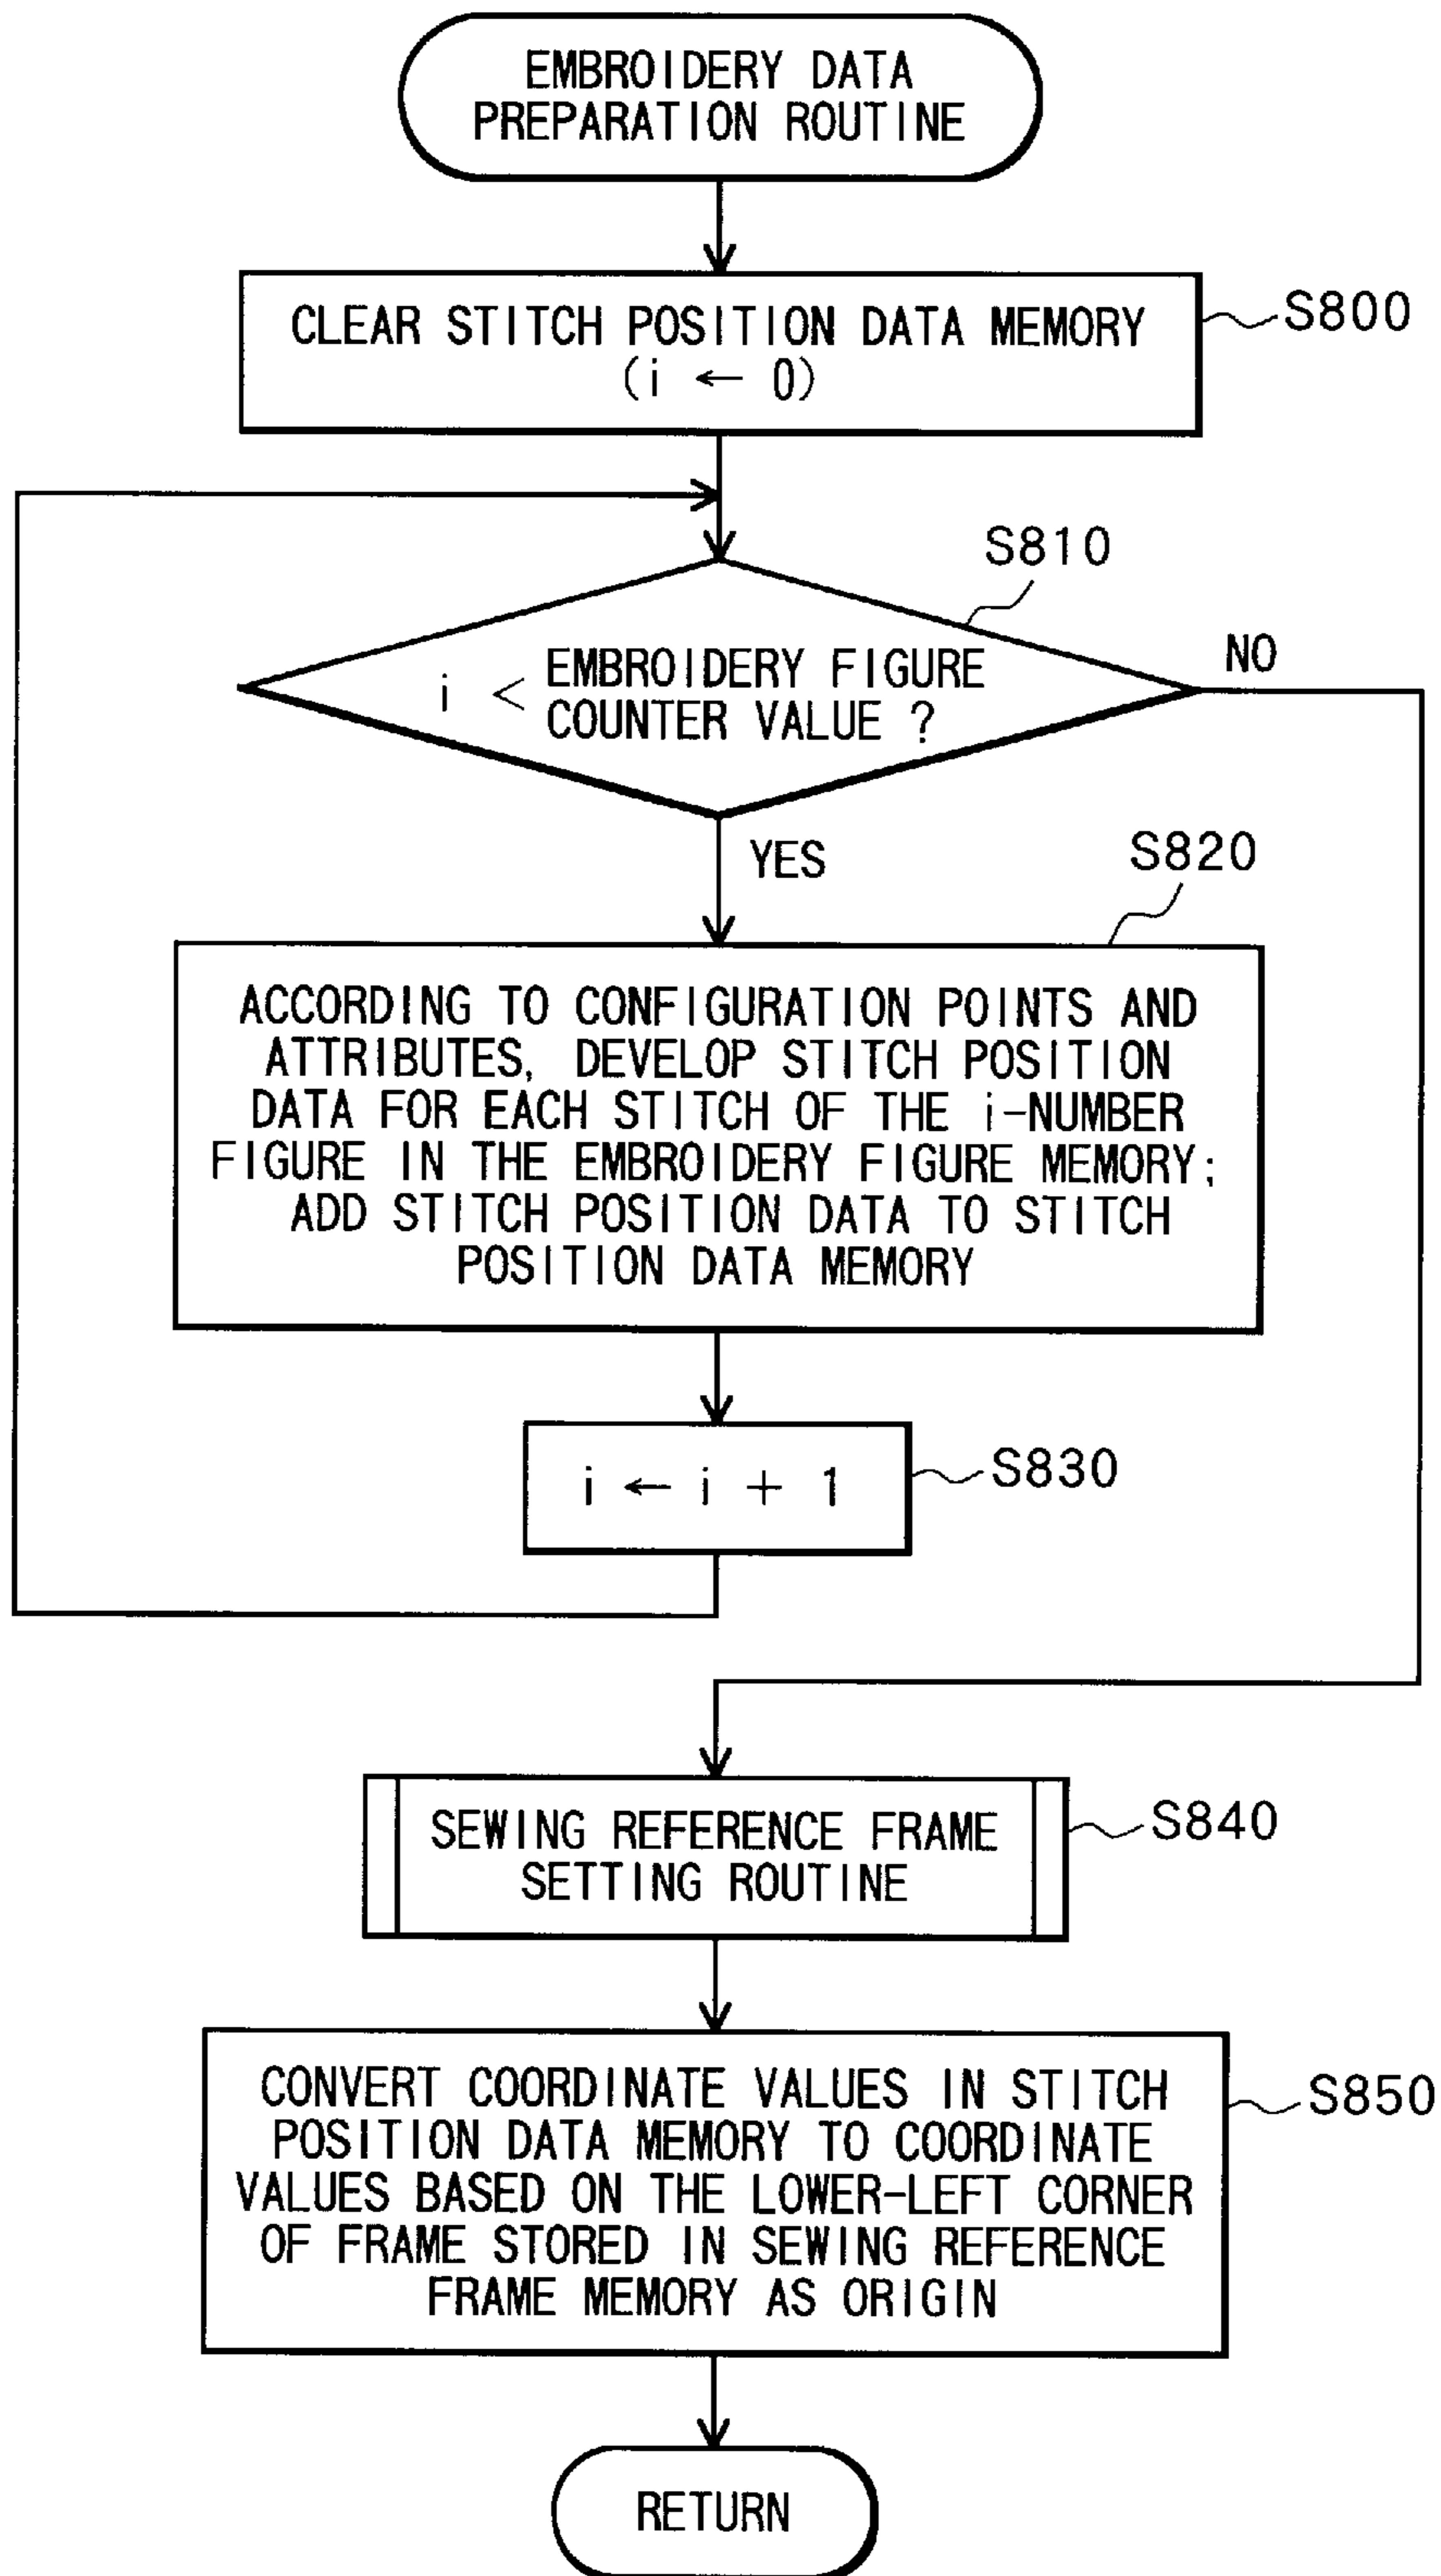 EMBROIDERY DATA
PREPARATION ROUTINE
CLEAR STITCH POSITION DATA MEMORY
(i ← 0)
S800
S810
i < EMBROIDERY FIGURE
COUNTER VALUE ?
NO
YES
S820
ACCORDING TO CONFIGURATION POINTS AND
ATTRIBUTES, DEVELOP STITCH POSITION
DATA FOR EACH STITCH OF THE i-NUMBER
FIGURE IN THE EMBROIDERY FIGURE MEMORY;
ADD STITCH POSITION DATA TO STITCH
POSITION DATA MEMORY
i ← i + 1
S830
SEWING REFERENCE FRAME
SETTING ROUTINE
S840
CONVERT COORDINATE VALUES IN STITCH
POSITION DATA MEMORY TO COORDINATE
VALUES BASED ON THE LOWER-LEFT CORNER
OF FRAME STORED IN SEWING REFERENCE
FRAME MEMORY AS ORIGIN
S850
RETURN